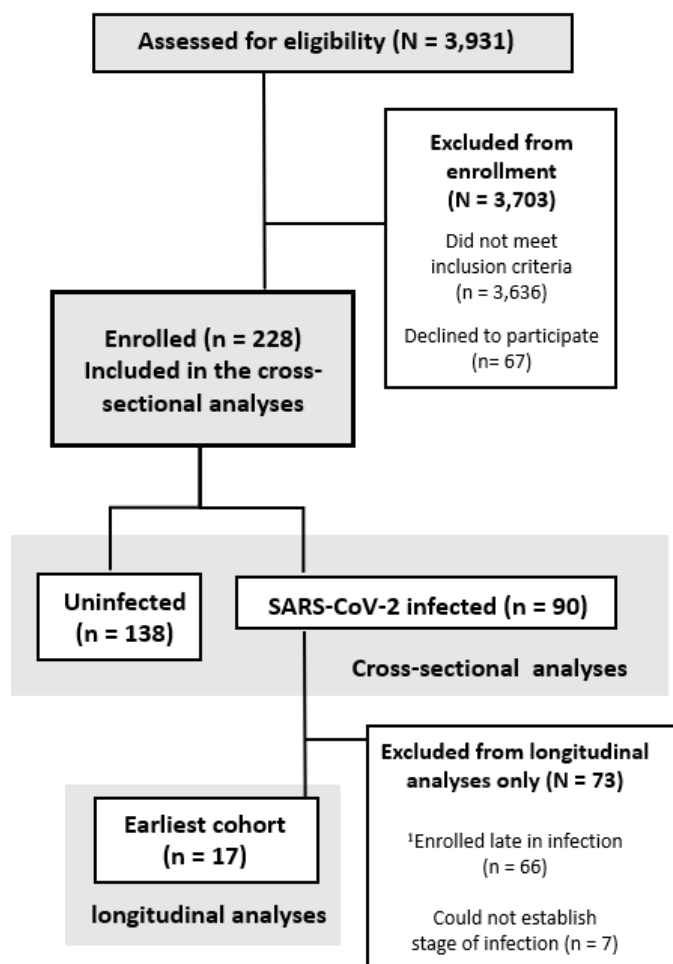 Assessed for eligibility (N = 3,931)
Excluded from
enrollment
(N = 3,703)
Did not meet
inclusion criteria
(n = 3,636)
Declined to participate
(n= 67)
Enrolled (n = 228)
Included in the cross-
sectional analyses
Uninfected
(n = 138)
SARS-CoV-2 infected (n = 90)
Cross-sectional analyses
Excluded from longitudinal
analyses only (N = 73)
¹Enrolled late in infection
(n = 66)
Could not establish
stage of infection (n = 7)
Earliest cohort
(n = 17)
longitudinal analyses